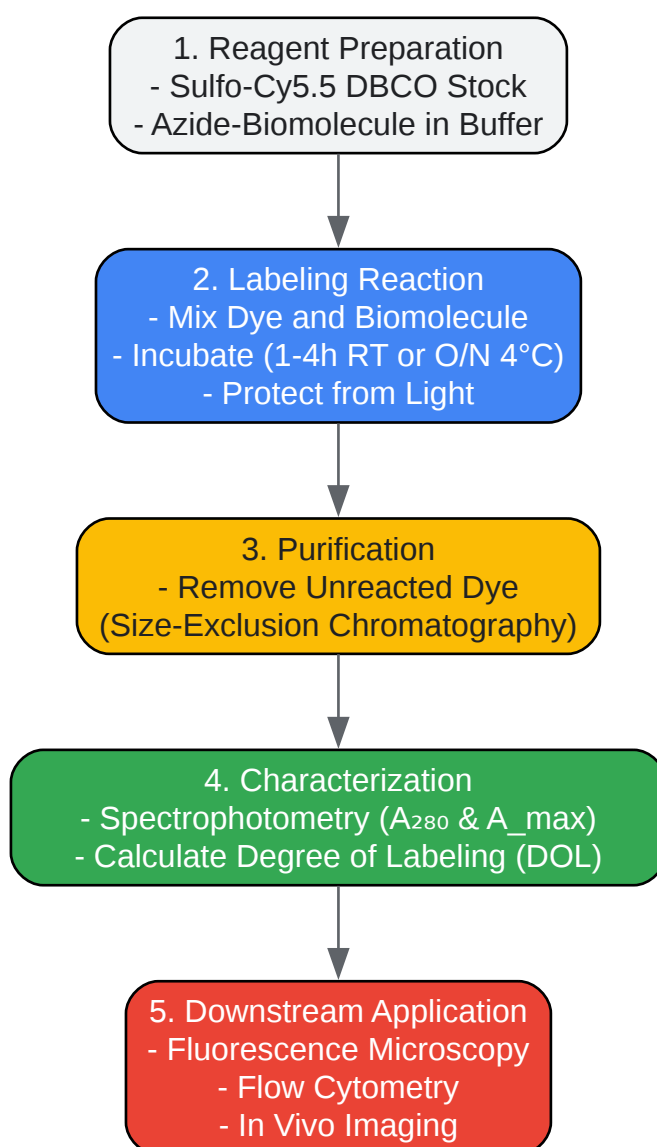 1. Reagent Preparation
- Sulfo-Cy5.5 DBCO Stock
- Azide-Biomolecule in Buffer
2. Labeling Reaction
- Mix Dye and Biomolecule
- Incubate (1-4h RT or O/N 4°C)
- Protect from Light
3. Purification
- Remove Unreacted Dye
(Size-Exclusion Chromatography)
4. Characterization
- Spectrophotometry (A₂₈₀ & A_max)
- Calculate Degree of Labeling (DOL)
5. Downstream Application
- Fluorescence Microscopy
- Flow Cytometry
- In Vivo Imaging